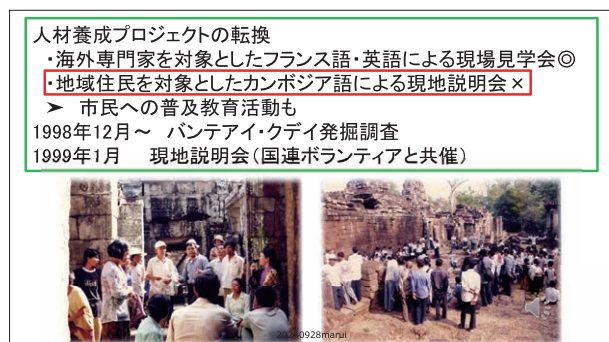 人材養成プロジェクトの転換
・海外専門家を対象としたフランス語・英語による現場見学会◎
・地域住民を対象としたカンボジア語による現地説明会×
➤ 市民への普及教育活動も
1998年12月～ バンテアイ・クデイ発掘調査
1999年1月 現地説明会（国連ボランティアと共催）
20240928marui